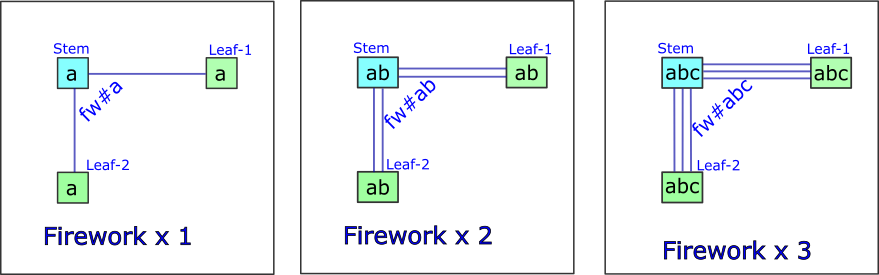 Stem
Leaf-1
a
a
fw#a
Leaf-2
a
Firework x 1
Stem
Leaf-1
ab
ab
fw#ab
Leaf-2
ab
Firework x 2
Stem
Leaf-1
abc
abc
fw#abc
Leaf-2
abc
Firework x 3